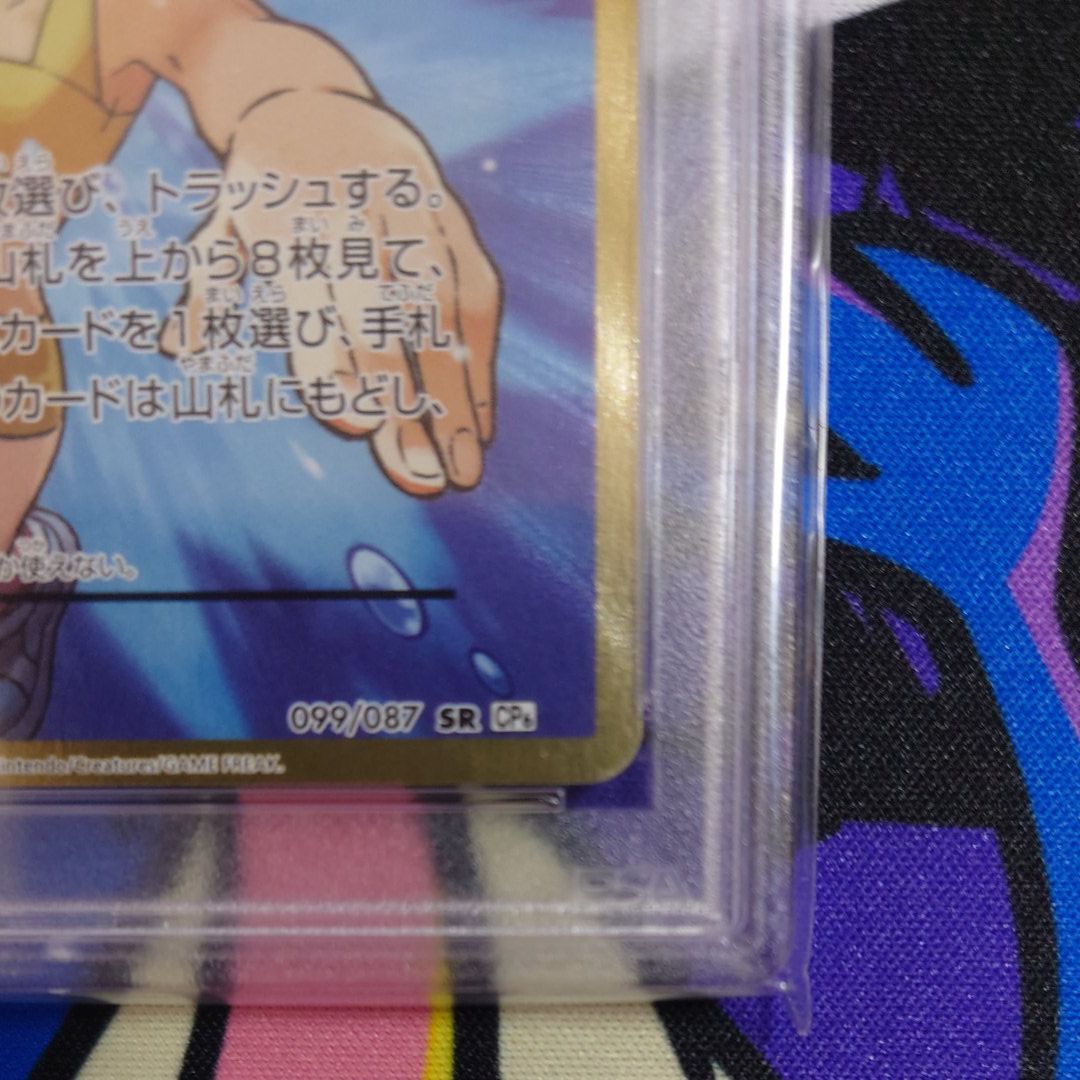 選び、トラッシュする。
山札を上から8枚見て、
カードを1枚選び、手札
カードは山札にもどし、
使えない。
099/087 SR CP6
Nintendo/Creatures/GAME FREAK.
PSA